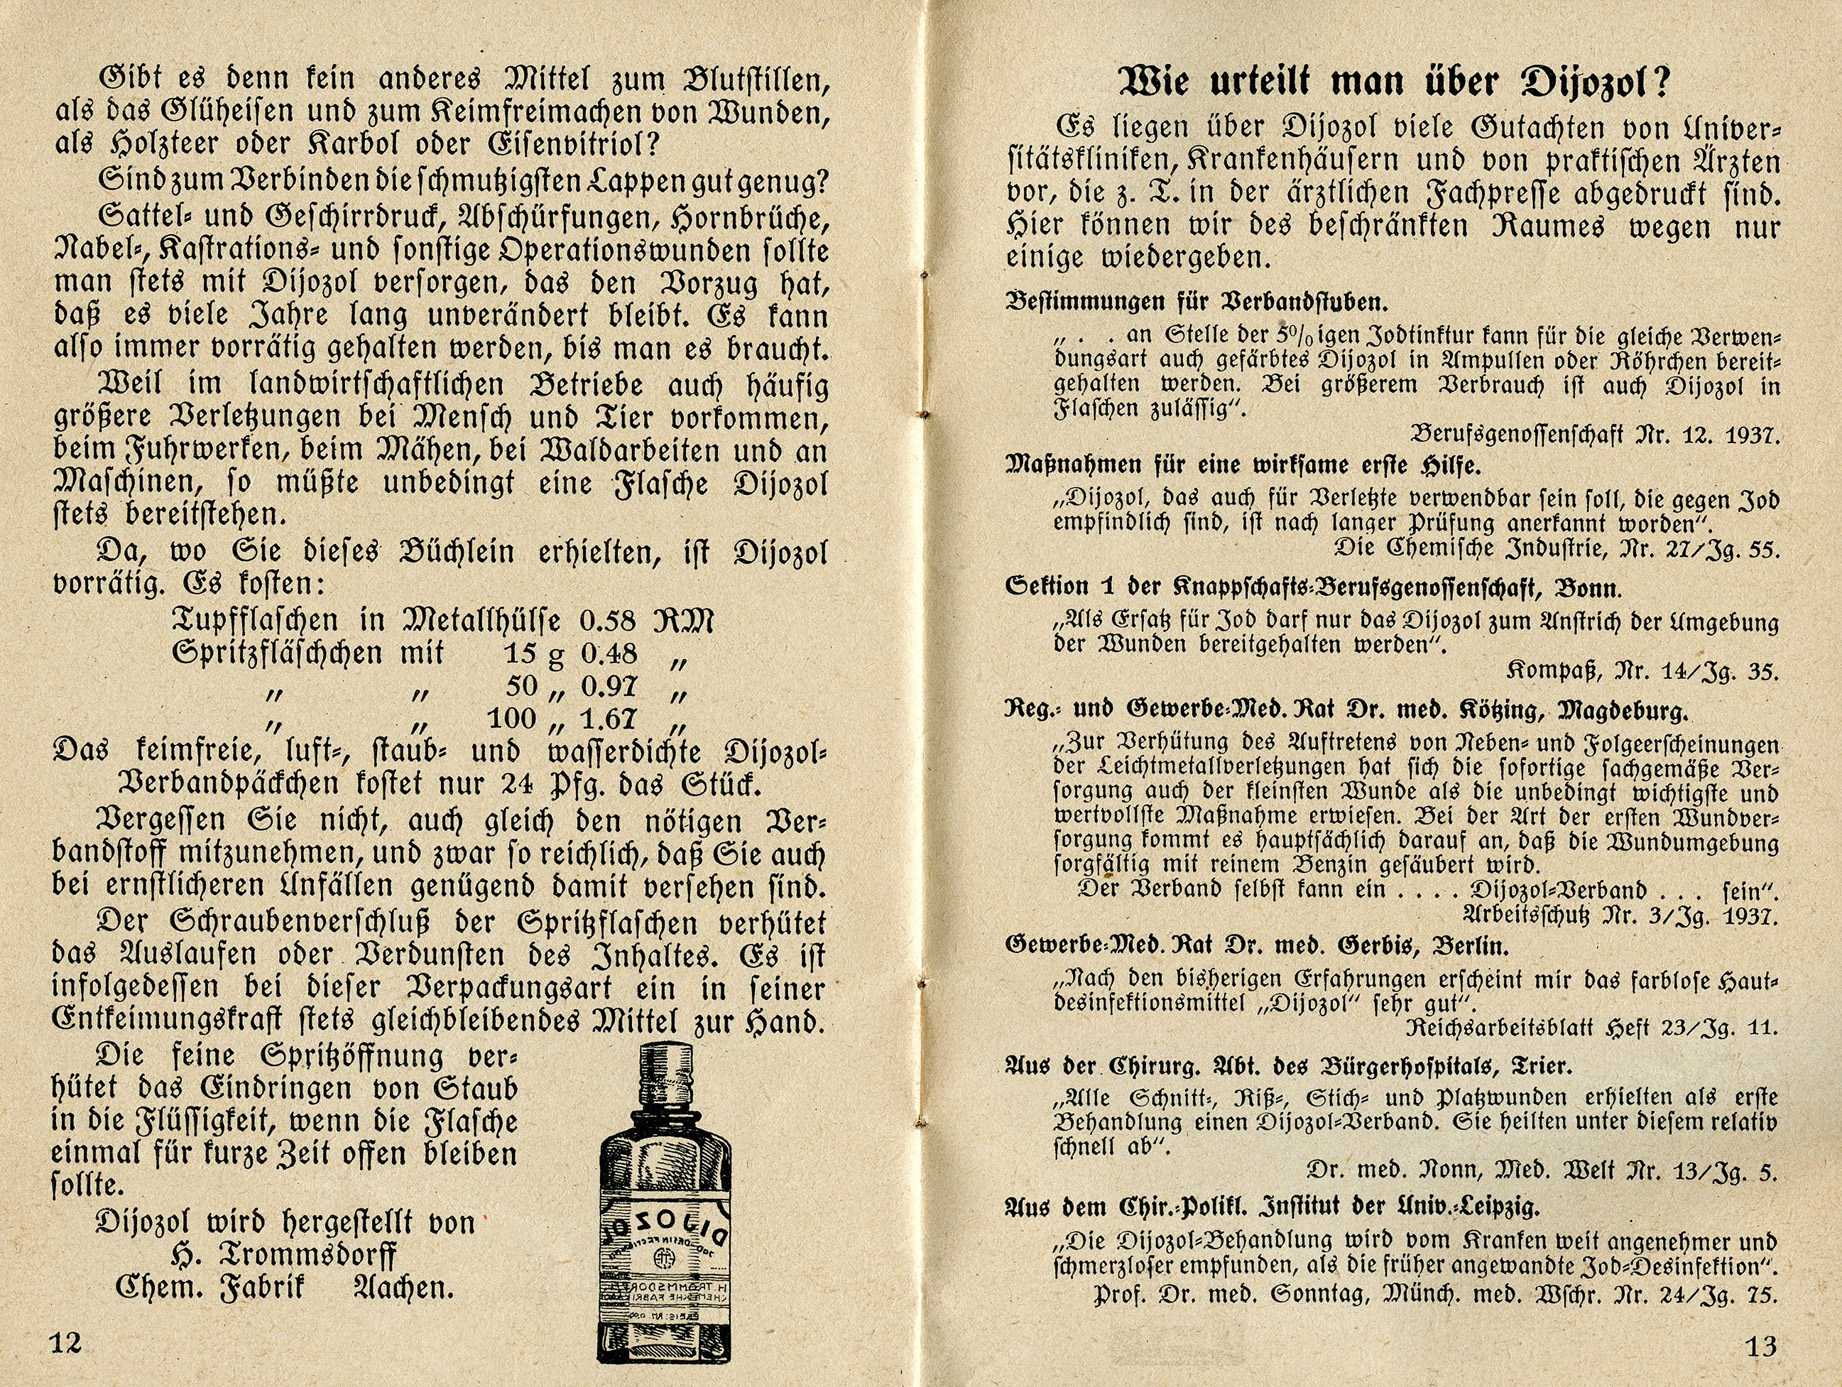 Gibt es denn kein anderes Mittel zum Blutstillen,
als das Glüheisen und zum Keimfreimachen von Wunden,
als Holzteer oder Karbol oder Eisenvitriol?
Sind zum Verbinden die schmutzigsten Lappen gut genug?
Sattel- und Geschirrdruck, Abschürfungen, Hornbrüche,
Nabel-, Kastrations- und sonstige Operationswunden sollte
man stets mit Dijozol versorgen, das den Vorzug hat,
daß es viele Jahre lang unverändert bleibt. Es kann
also immer vorrätig gehalten werden, bis man es braucht.
Weil im landwirtschaftlichen Betriebe auch häufig
größere Verletzungen bei Mensch und Tier vorkommen,
beim Fuhrwerken, beim Mähen, bei Waldarbeiten und an
Maschinen, so müßte unbedingt eine Flasche Dijozol
stets bereitstehen.
Da, wo Sie dieses Büchlein erhielten, ist Dijozol
vorrätig. Es kosten:
Tupfflaschen in Metallhülse 0.58 RM
Spritzfläschchen mit 15 g 0.48 „
„ „ 50 „ 0.97 „
„ „ 100 „ 1.67 „
Das keimfreie, luft-, staub- und wasserdichte Dijozol-
Verbandpäckchen kostet nur 24 Pfg. das Stück.
Vergessen Sie nicht, auch gleich den nötigen Ver-
bandstoff mitzunehmen, und zwar so reichlich, daß Sie auch
bei ernstlicheren Unfällen genügend damit versehen sind.
Der Schraubenverschluß der Spritzflaschen verhütet
das Auslaufen oder Verdunsten des Inhaltes. Es ist
infolgedessen bei dieser Verpackungsart ein in seiner
Entkeimungskraft stets gleichbleibendes Mittel zur Hand.
Die feine Spritzöffnung ver-
hütet das Eindringen von Staub
in die Flüssigkeit, wenn die Flasche
einmal für kurze Zeit offen bleiben
sollte.
Dijozol wird hergestellt von
H. Trommsdorff
Chem. Fabrik Aachen.
DIJOZOL
H. TROMMSDORFF
CHEMISCHE FABRIK
12
Wie urteilt man über Dijozol?
Es liegen über Dijozol viele Gutachten von Univer-
sitätskliniken, Krankenhäusern und von praktischen Ärzten
vor, die z. T. in der ärztlichen Fachpresse abgedruckt sind.
Hier können wir des beschränkten Raumes wegen nur
einige wiedergeben.
Bestimmungen für Verbandstuben.
„ . . an Stelle der 5%igen Jodtinktur kann für die gleiche Verwen-
dungsart auch gefärbtes Dijozol in Ampullen oder Röhrchen bereit-
gehalten werden. Bei größerem Verbrauch ist auch Dijozol in
Flaschen zulässig“.
Berufsgenossenschaft Nr. 12. 1937.
Maßnahmen für eine wirksame erste Hilfe.
„Dijozol, das auch für Verletzte verwendbar sein soll, die gegen Jod
empfindlich sind, ist nach langer Prüfung anerkannt worden“.
Die Chemische Industrie, Nr. 27/Jg. 55.
Sektion 1 der Knappschafts-Berufsgenossenschaft, Bonn.
„Als Ersatz für Jod darf nur das Dijozol zum Anstrich der Umgebung
der Wunden bereitgehalten werden“.
Kompaß, Nr. 14/Jg. 35.
Reg.- und Gewerbe-Med. Rat Dr. med. Kötzing, Magdeburg.
„Zur Verhütung des Auftretens von Neben- und Folgeerscheinungen
der Leichtmetallverletzungen hat sich die sofortige sachgemäße Ver-
sorgung auch der kleinsten Wunde als die unbedingt wichtigste und
wertvollste Maßnahme erwiesen. Bei der Art der ersten Wundver-
sorgung kommt es hauptsächlich darauf an, daß die Wundumgebung
sorgfältig mit reinem Benzin gesäubert wird.
Der Verband selbst kann ein . . . . Dijozol-Verband . . . sein“.
Arbeitsschutz Nr. 3/Jg. 1937.
Gewerbe-Med. Rat Dr. med. Gerbis, Berlin.
„Nach den bisherigen Erfahrungen erscheint mir das farblose Haut-
desinfektionsmittel „Dijozol“ sehr gut“.
Reichsarbeitsblatt Heft 23/Jg. 11.
Aus der Chirurg. Abt. des Bürgerhospitals, Trier.
„Alle Schnitt-, Riß-, Stich- und Platzwunden erhielten als erste
Behandlung einen Dijozol-Verband. Sie heilten unter diesem relativ
schnell ab“.
Dr. med. Nonn, Med. Welt Nr. 13/Jg. 5.
Aus dem Chir.-Polikl. Institut der Univ.-Leipzig.
„Die Dijozol-Behandlung wird vom Kranken weit angenehmer und
schmerzloser empfunden, als die früher angewandte Jod-Desinfektion“.
Prof. Dr. med. Sonntag, Münch. med. Wschr. Nr. 24/Jg. 75.
13